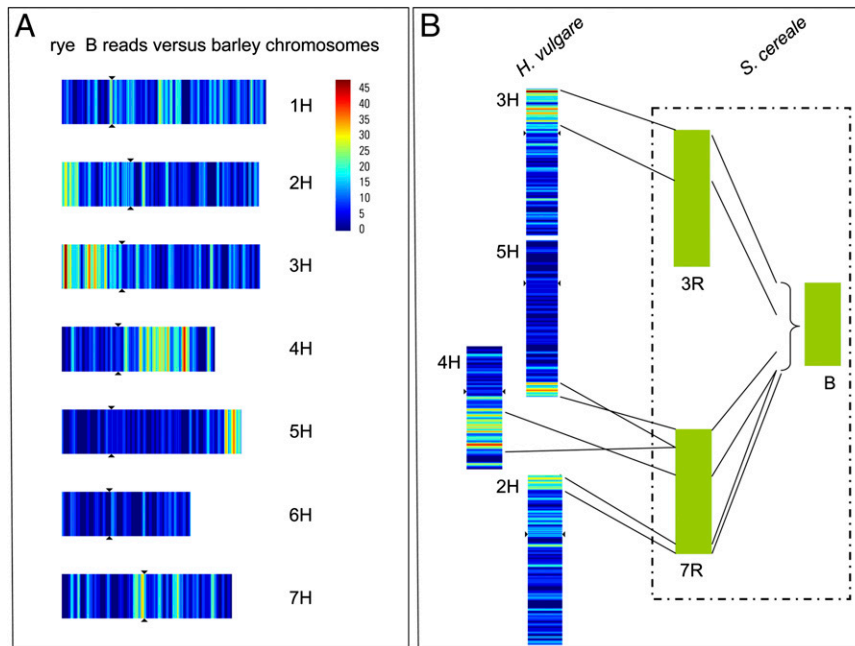 A
rye B reads versus barley chromosomes
1H
2H
3H
4H
5H
6H
7H
45
40
35
30
25
20
15
10
5
0
B
H. vulgare
S. cereale
3H
5H
4H
2H
3R
7R
B